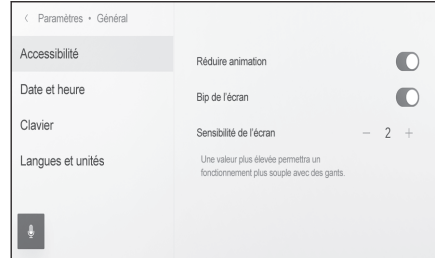 < Paramètres • Général
Accessibilité
Réduire animation
Date et heure
Bip de l'écran
Clavier
Sensibilité de l'écran
− 2 +
Langues et unités
Une valeur plus élevée permettra un
fonctionnement plus souple avec des gants.